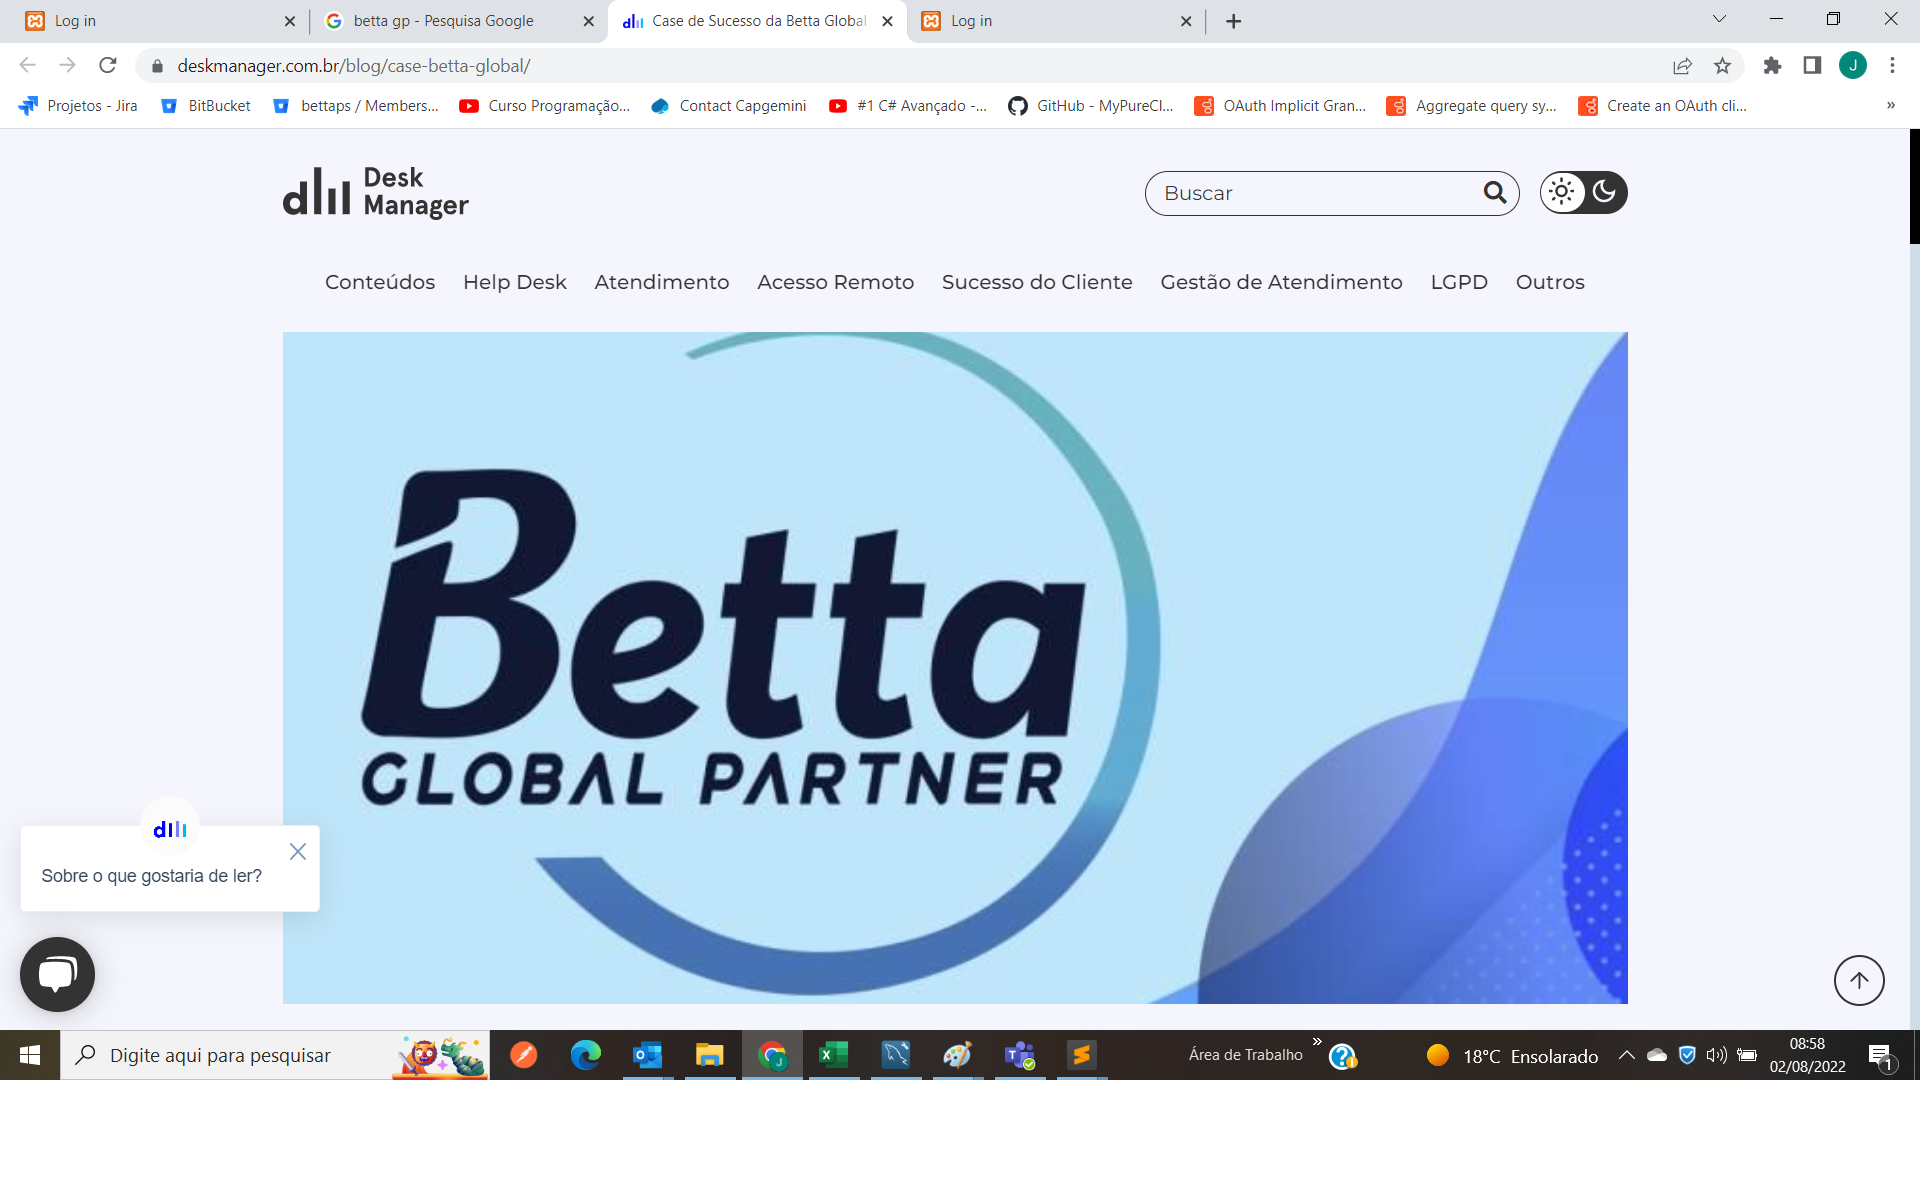 Log in
betta gp - Pesquisa Google
Case de Sucesso da Betta Global
Log in
deskmanager.com.br/blog/case-betta-global/
J
Projetos - Jira
BitBucket
bettaps / Members...
Curso Programação...
Contact Capgemini
#1 C# Avançado -...
GitHub - MyPureCl...
OAuth Implicit Gran...
Aggregate query sy...
Create an OAuth cli...
»
Desk
Manager
Buscar
Conteúdos Help Desk Atendimento Acesso Remoto Sucesso do Cliente Gestão de Atendimento LGPD Outros
Betta
GLOBAL PARTNER
Sobre o que gostaria de ler?
Digite aqui para pesquisar
Área de Trabalho
»
18°C Ensolarado
08:58
02/08/2022
1